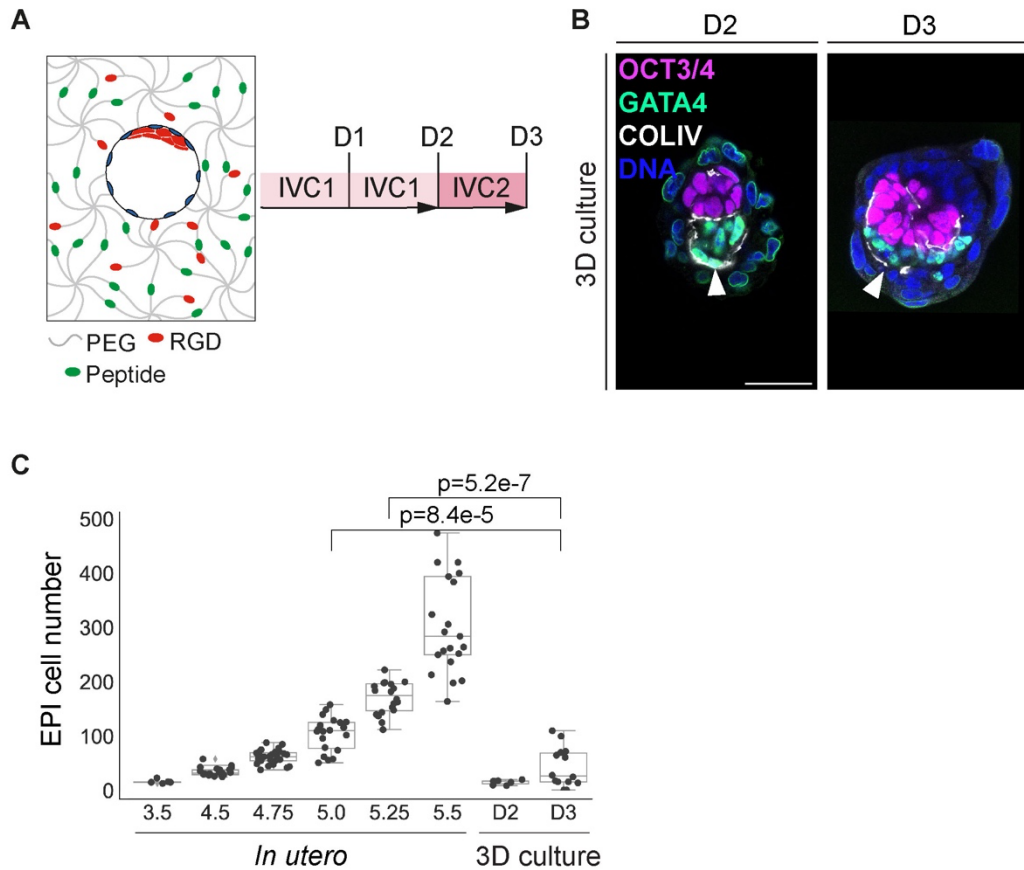 A
D1 D2 D3
IVC1 IVC1 IVC2
PEG RGD
Peptide
B
D2 D3
OCT3/4
GATA4
COLIV
DNA
3D culture
C
p=5.2e-7
p=8.4e-5
EPI cell number
500
400
300
200
100
0
3.5 4.5 4.75 5.0 5.25 5.5 D2 D3
In utero 3D culture